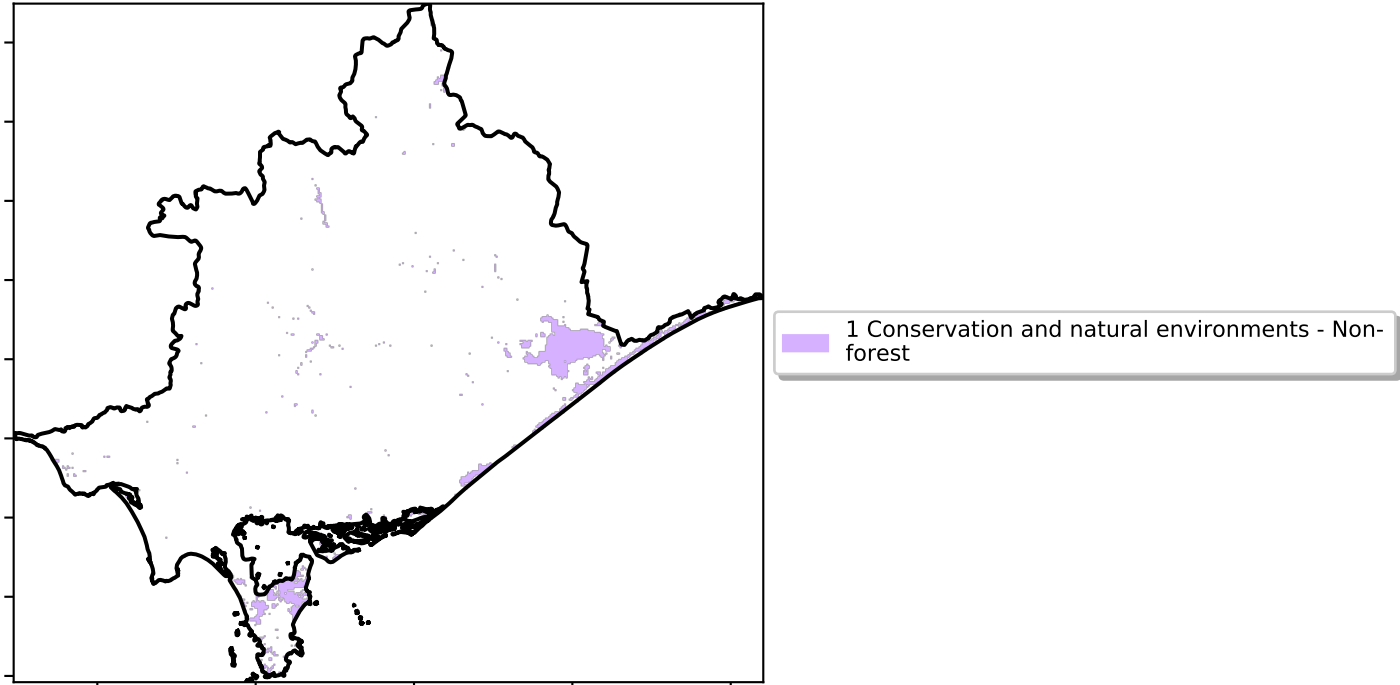 1 Conservation and natural environments - Non-
forest